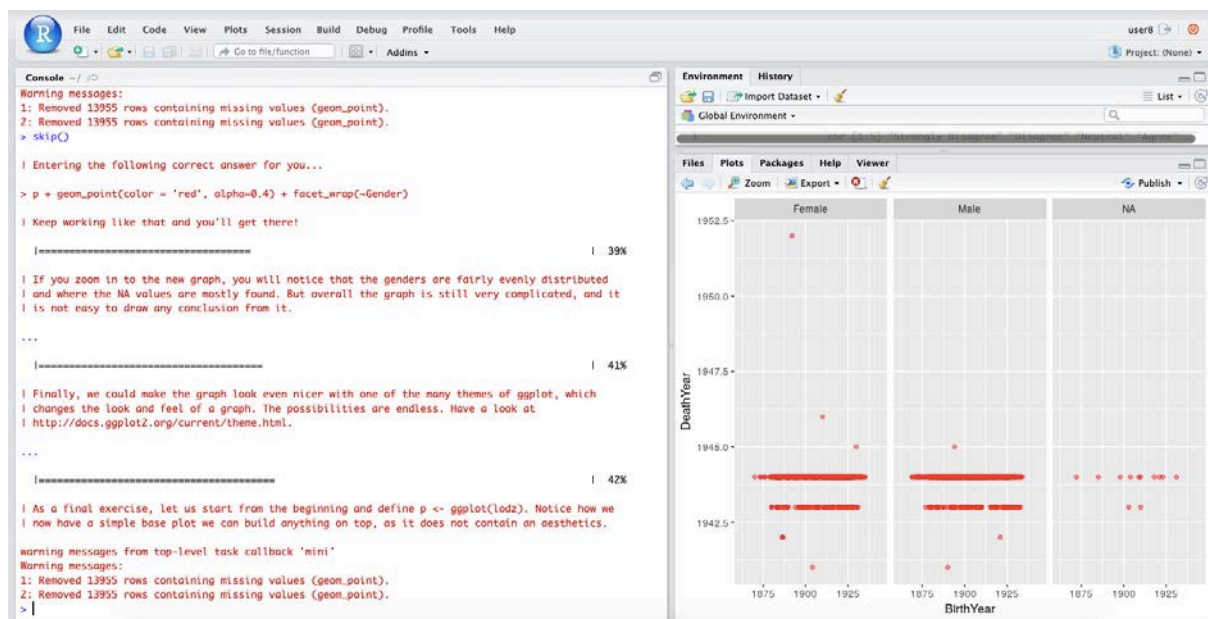 R
File Edit Code View Plots Session Build Debug Profile Tools Help
user8
Go to file/function
Addins
Project: (None)
Console ~/
Warning messages:
1: Removed 13955 rows containing missing values (geom_point).
2: Removed 13955 rows containing missing values (geom_point).
> skip()
| Entering the following correct answer for you...
> p + geom_point(color = 'red', alpha=0.4) + facet_wrap(~Gender)
| Keep working like that and you'll get there!
|==================================| 39%
| If you zoom in to the new graph, you will notice that the genders are fairly evenly distributed
| and where the NA values are mostly found. But overall the graph is still very complicated, and it
| is not easy to draw any conclusion from it.
...
|====================================| 41%
| Finally, we could make the graph look even nicer with one of the many themes of ggplot, which
| changes the look and feel of a graph. The possibilities are endless. Have a look at
| http://docs.ggplot2.org/current/theme.html.
...
|======================================| 42%
| As a final exercise, let us start from the beginning and define p <- ggplot(lodz). Notice how we
| now have a simple base plot we can build anything on top, as it does not contain an aesthetics.
warning messages from top-level task callback 'mini'
Warning messages:
1: Removed 13955 rows containing missing values (geom_point).
2: Removed 13955 rows containing missing values (geom_point).
>
Environment History
Import Dataset
List
Global Environment
Files Plots Packages Help Viewer
Zoom Export
Publish
Female Male NA
1952.5
1950.0
1947.5
1945.0
1942.5
DeathYear
1875 1900 1925 1875 1900 1925 1875 1900 1925
BirthYear